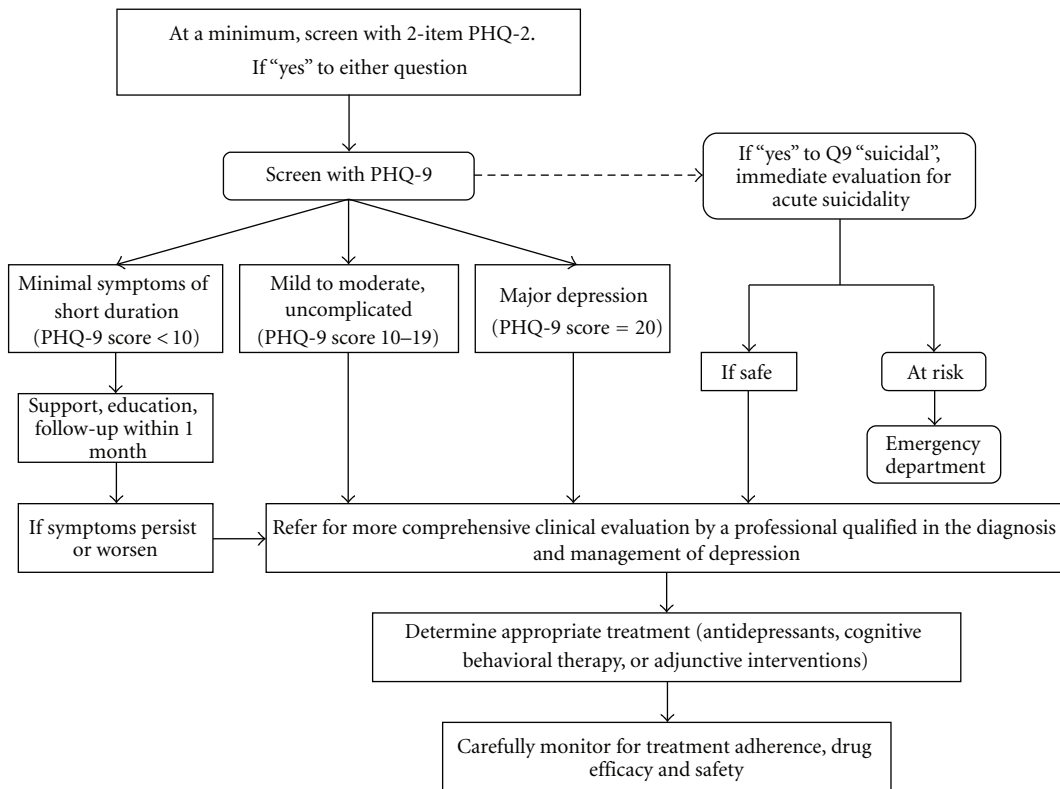 At a minimum, screen with 2-item PHQ-2.
If “yes” to either question
Screen with PHQ-9
If “yes” to Q9 “suicidal”,
immediate evaluation for
acute suicidality
Minimal symptoms of
short duration
(PHQ-9 score < 10)
Mild to moderate,
uncomplicated
(PHQ-9 score 10–19)
Major depression
(PHQ-9 score = 20)
If safe
At risk
Support, education,
follow-up within 1
month
Emergency
department
If symptoms persist
or worsen
Refer for more comprehensive clinical evaluation by a professional qualified in the diagnosis
and management of depression
Determine appropriate treatment (antidepressants, cognitive
behavioral therapy, or adjunctive interventions)
Carefully monitor for treatment adherence, drug
efficacy and safety